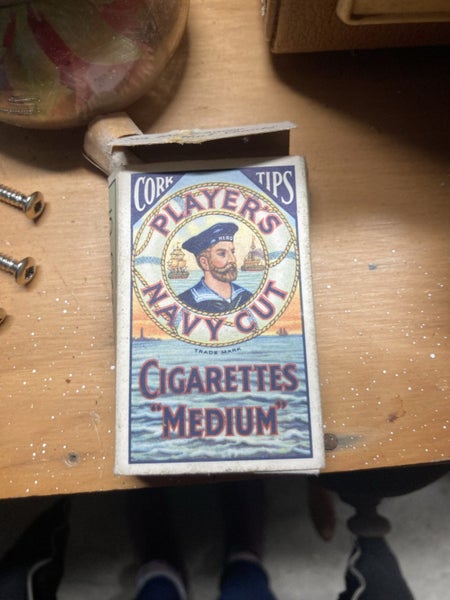 CORK TIPS
PLAYER'S
HERO
NAVY CUT
TRADE MARK
CIGARETTES
"MEDIUM"